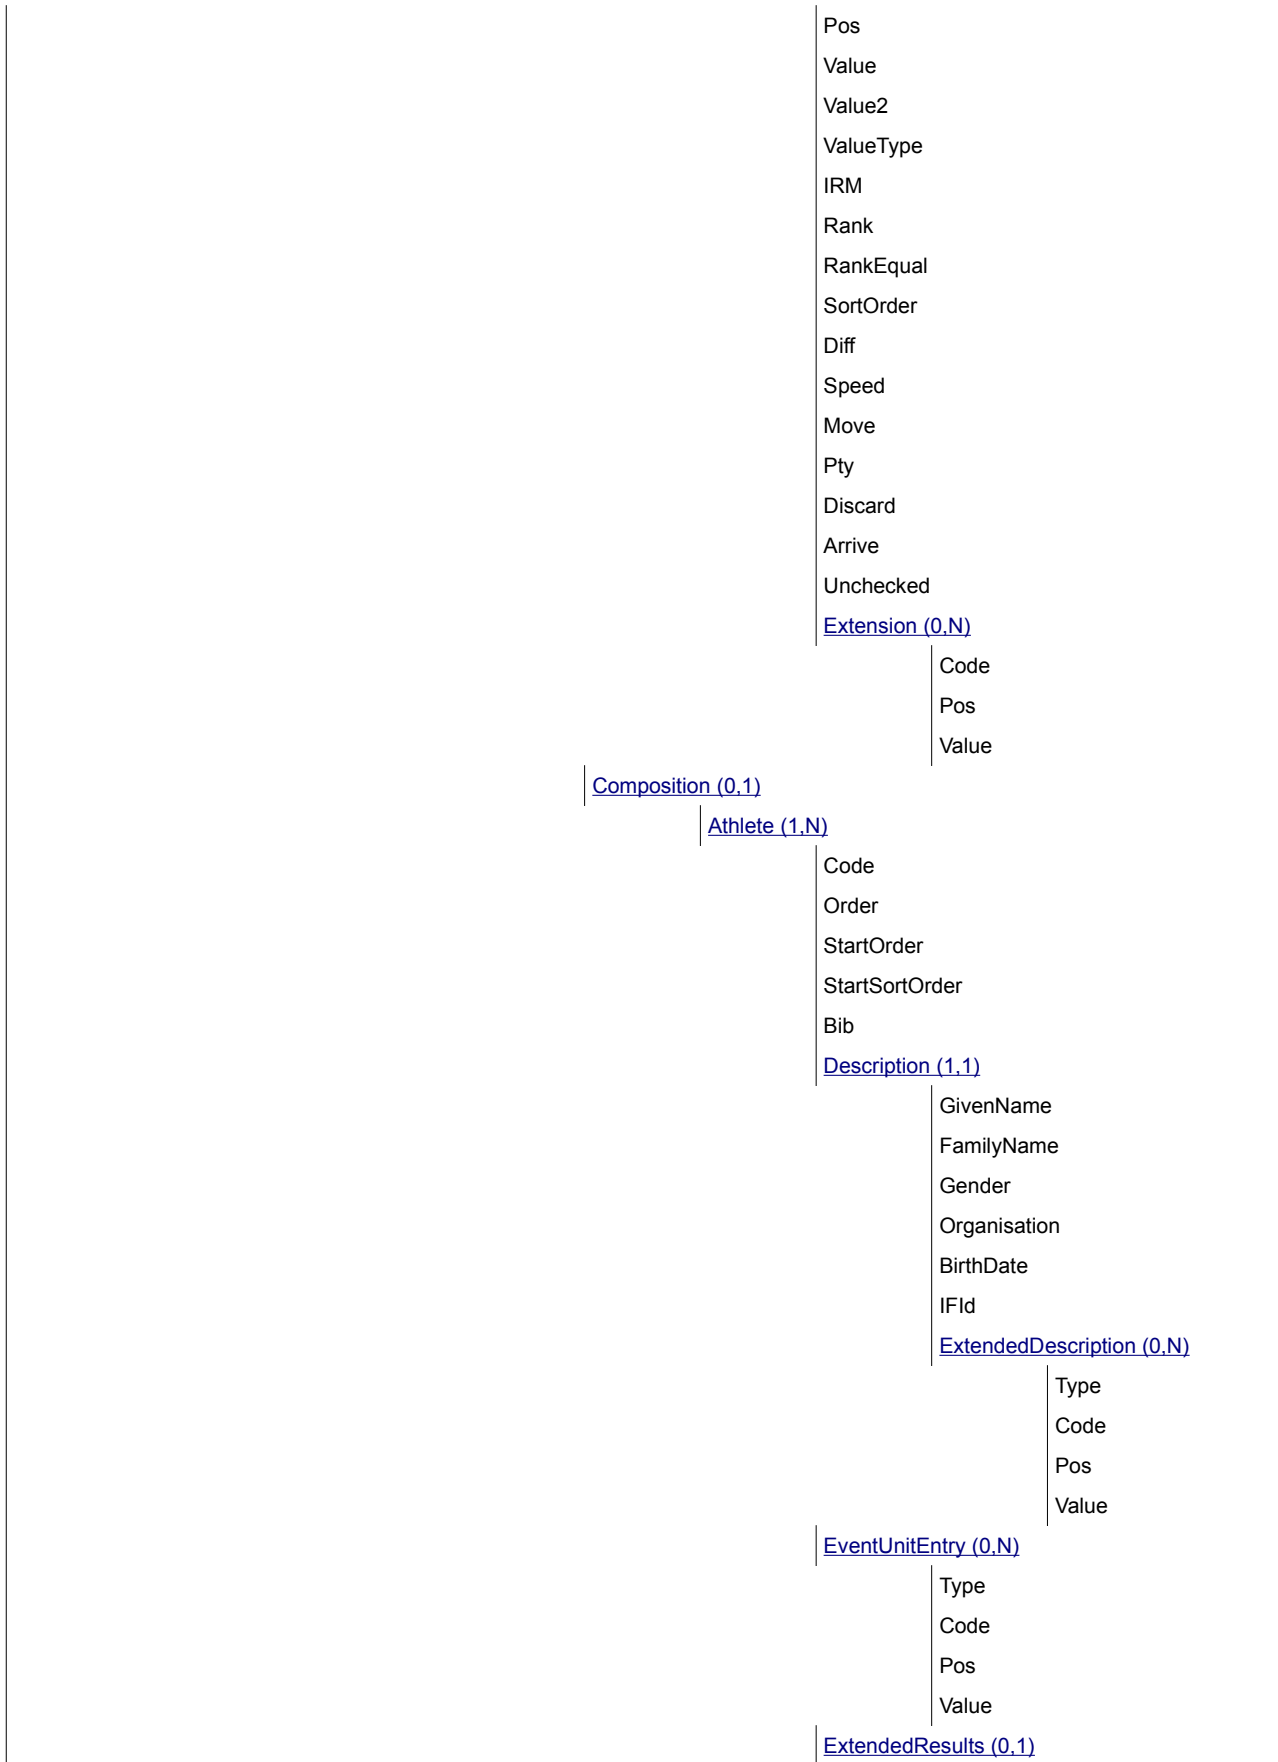 Pos
Value
Value2
ValueType
IRM
Rank
RankEqual
SortOrder
Diff
Speed
Move
Pty
Discard
Arrive
Unchecked
Extension (0,N)
Code
Pos
Value
Composition (0,1)
Athlete (1,N)
Code
Order
StartOrder
StartSortOrder
Bib
Description (1,1)
GivenName
FamilyName
Gender
Organisation
BirthDate
IFId
ExtendedDescription (0,N)
Type
Code
Pos
Value
EventUnitEntry (0,N)
Type
Code
Pos
Value
ExtendedResults (0,1)